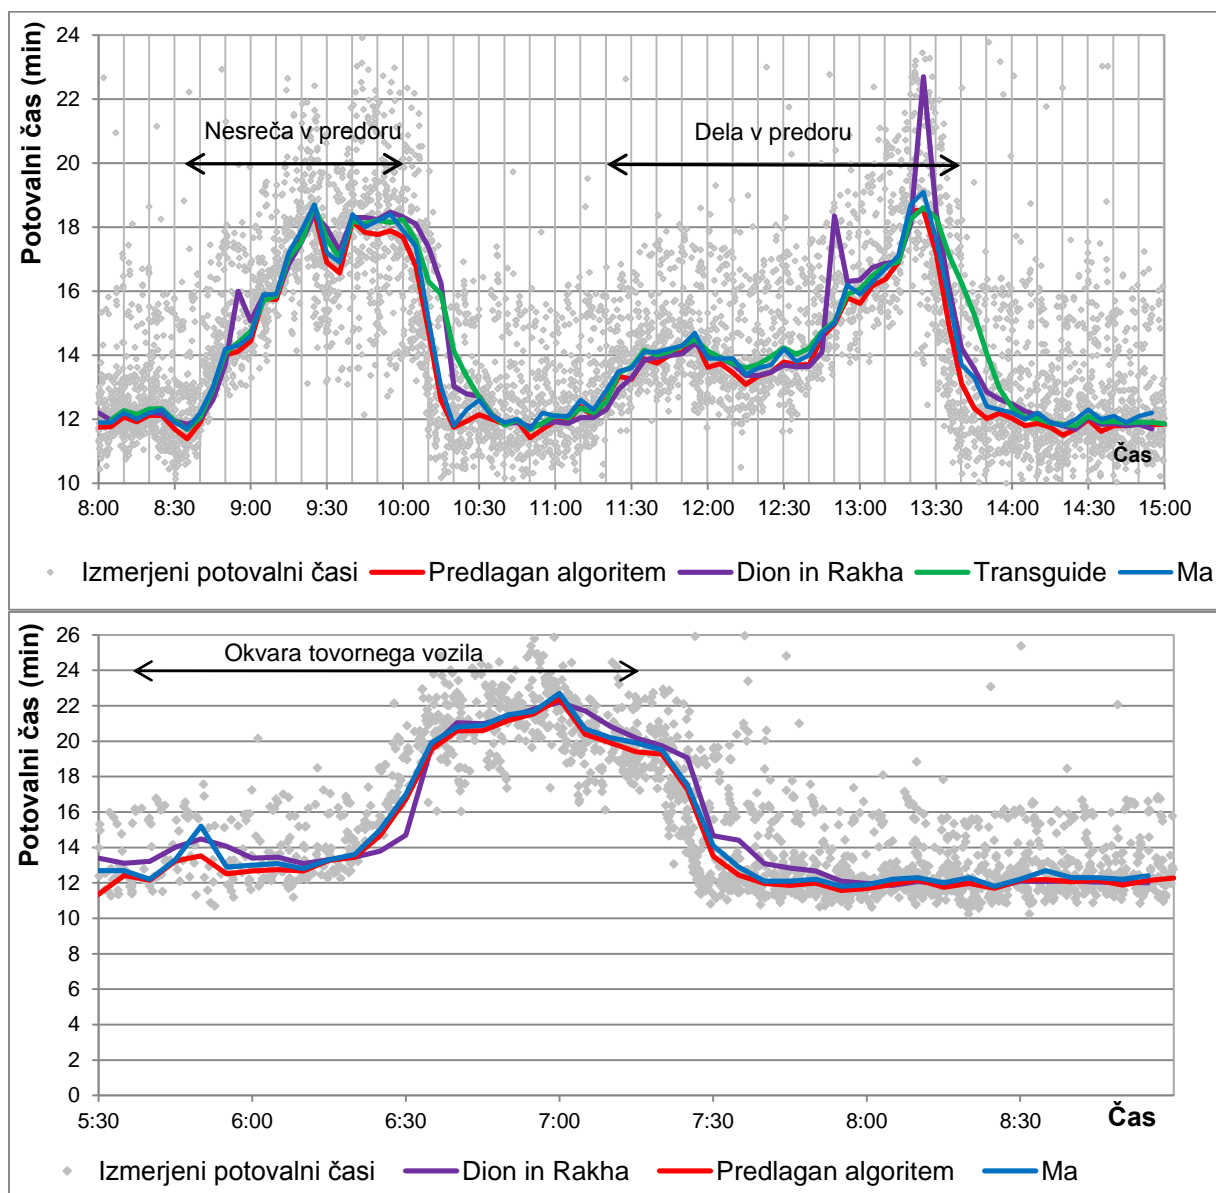 Potovalni čas (min)
24
22
20
18
16
14
12
10
Nesreča v predoru
Dela v predoru
Čas
8:00 8:30 9:00 9:30 10:00 10:30 11:00 11:30 12:00 12:30 13:00 13:30 14:00 14:30 15:00
Izmerjeni potovalni časi Predlagan algoritem Dion in Rakha Transguide Ma
Potovalni čas (min)
26
24
22
20
18
16
14
12
10
8
6
4
2
0
Okvara tovornega vozila
5:30 6:00 6:30 7:00 7:30 8:00 8:30
Čas
Izmerjeni potovalni časi Dion in Rakha Predlagan algoritem Ma